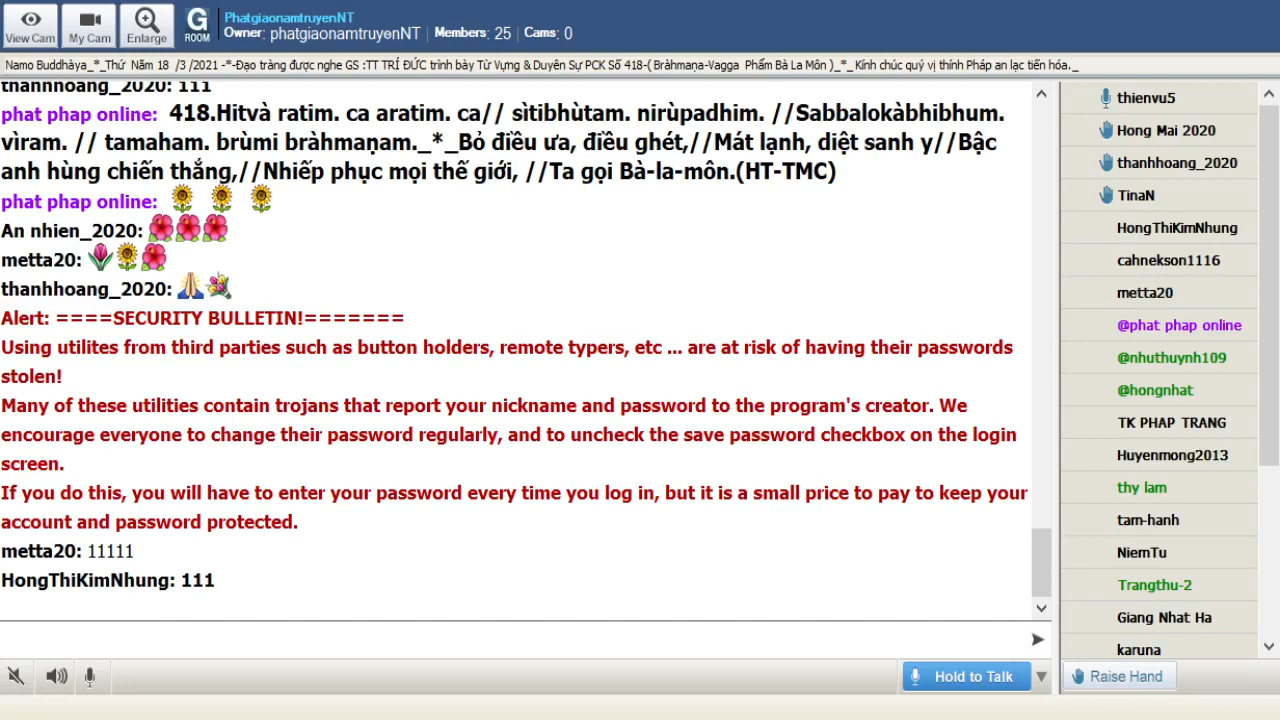 View Cam
My Cam
Enlarge
G
ROOM
PhatgiaonamtruyenNT
Owner: phatgiaonamtruyenNT | Members: 25 | Cams: 0
Namo Buddhàya_*_Thứ  Năm 18  /3 /2021 -*-Đạo tràng được nghe GS :TT TRÍ ĐỨC trình bày Từ Vựng & Duyên Sự PCK Số 418-( Bràhmaṇa-Vagga  Phẩm Bà La Môn )_*_ Kính chúc quý vị thính Pháp an lạc tiến hóa._
thanhhoang_2020: 111
phat phap online:  418.Hitvà ratim. ca aratim. ca// sìtibhùtam. nirùpadhim. //Sabbalokàbhibhum.
vìram. // tamaham. brùmi bràhmaṇam._*_Bỏ điều ưa, điều ghét,//Mát lạnh, diệt sanh y//Bậc
anh hùng chiến thắng,//Nhiếp phục mọi thế giới, //Ta gọi Bà-la-môn.(HT-TMC)
phat phap online:
An nhien_2020:
metta20:
thanhhoang_2020:
Alert: ====SECURITY BULLETIN!=======
Using utilites from third parties such as button holders, remote typers, etc ... are at risk of having their passwords
stolen!
Many of these utilities contain trojans that report your nickname and password to the program's creator. We
encourage everyone to change their password regularly, and to uncheck the save password checkbox on the login
screen.
If you do this, you will have to enter your password every time you log in, but it is a small price to pay to keep your
account and password protected.
metta20: 11111
HongThiKimNhung: 111
Hold to Talk
thienvu5
Hong Mai 2020
thanhhoang_2020
TinaN
HongThiKimNhung
cahnekson1116
metta20
@phat phap online
@nhuthuynh109
@hongnhat
TK PHAP TRANG
Huyenmong2013
thy lam
tam-hanh
NiemTu
Trangthu-2
Giang Nhat Ha
karuna
Raise Hand